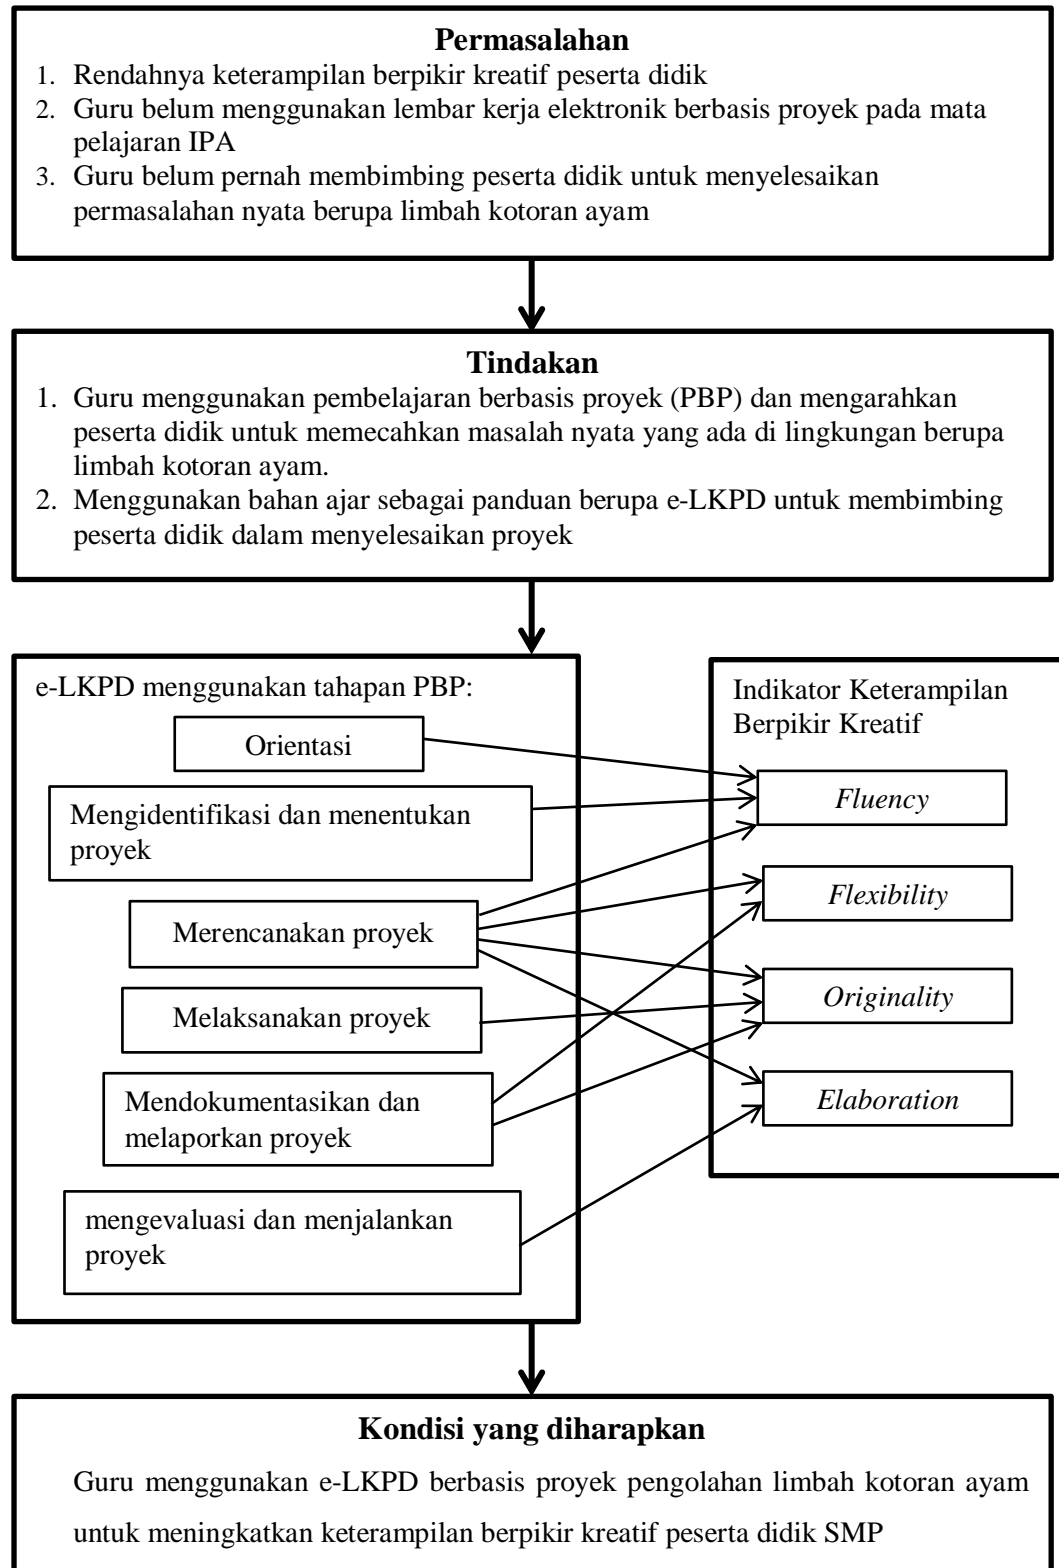 Permasalahan
1. Rendahnya keterampilan berpikir kreatif peserta didik
2. Guru belum menggunakan lembar kerja elektronik berbasis proyek pada mata
pelajaran IPA
3. Guru belum pernah membimbing peserta didik untuk menyelesaikan
permasalahan nyata berupa limbah kotoran ayam
Tindakan
1. Guru menggunakan pembelajaran berbasis proyek (PBP) dan mengarahkan
peserta didik untuk memecahkan masalah nyata yang ada di lingkungan berupa
limbah kotoran ayam.
2. Menggunakan bahan ajar sebagai panduan berupa e-LKPD untuk membimbing
peserta didik dalam menyelesaikan proyek
e-LKPD menggunakan tahapan PBP:
Orientasi
Mengidentifikasi dan menentukan
proyek
Merencanakan proyek
Melaksanakan proyek
Mendokumentasikan dan
melaporkan proyek
mengevaluasi dan menjalankan
proyek
Indikator Keterampilan
Berpikir Kreatif
Fluency
Flexibility
Originality
Elaboration
Kondisi yang diharapkan
Guru menggunakan e-LKPD berbasis proyek pengolahan limbah kotoran ayam
untuk meningkatkan keterampilan berpikir kreatif peserta didik SMP